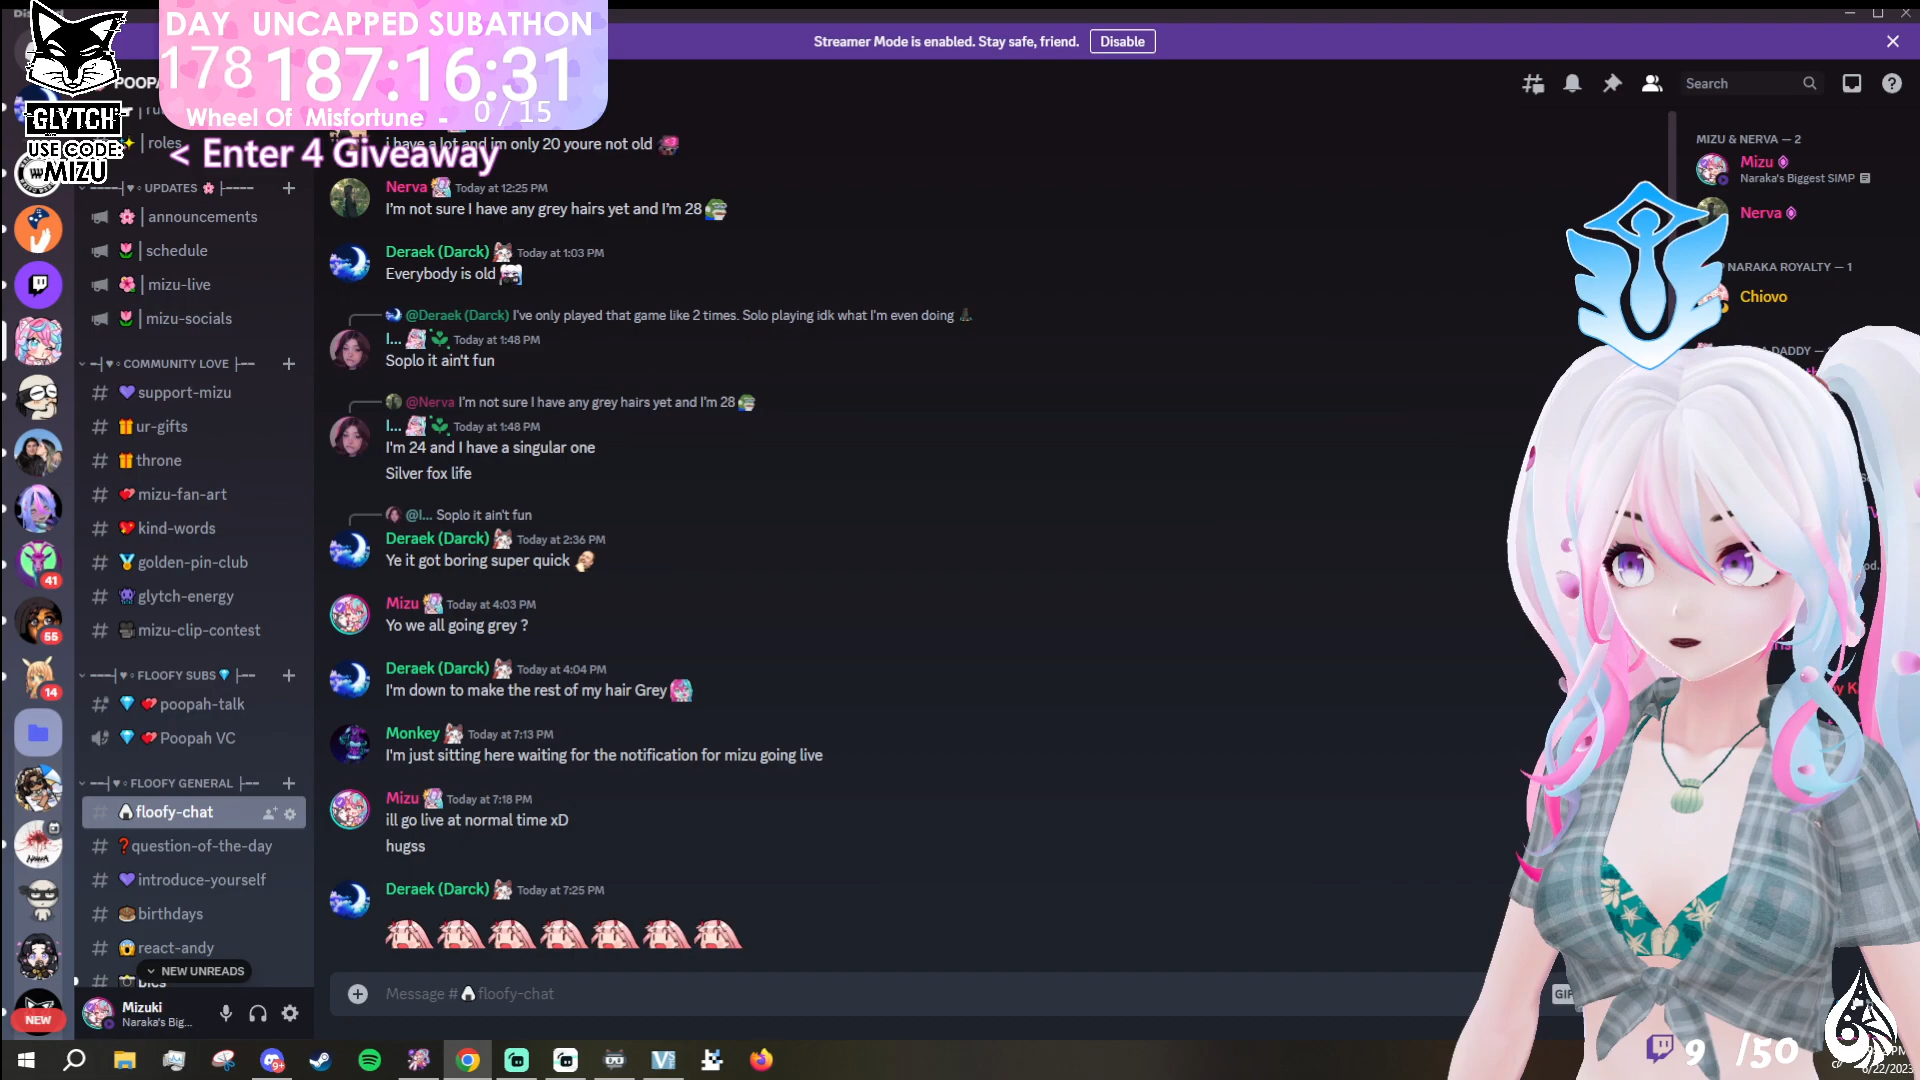 DAY UNCAPPED SUBATHON
178 187:16:31
Wheel Of Misfortune - 0 / 15
< Enter 4 Giveaway
GLYTCH
USE CODE:
MIZU
Streamer Mode is enabled. Stay safe, friend. Disable
Search
roles
UPDATES
announcements
schedule
mizu-live
mizu-socials
COMMUNITY LOVE
support-mizu
ur-gifts
throne
mizu-fan-art
kind-words
golden-pin-club
glytch-energy
mizu-clip-contest
FLOOFY SUBS
poopah-talk
Poopah VC
FLOOFY GENERAL
floofy-chat
question-of-the-day
introduce-yourself
birthdays
react-andy
NEW UNREADS
41
55
14
NEW
Mizuki
Naraka's Big...
i have a lot and im only 20 youre not old
Nerva Today at 12:25 PM
I'm not sure I have any grey hairs yet and I'm 28
Deraek (Darck) Today at 1:03 PM
Everybody is old
@Deraek (Darck) I've only played that game like 2 times. Solo playing idk what I'm even doing
I... Today at 1:48 PM
Soplo it ain't fun
@Nerva I'm not sure I have any grey hairs yet and I'm 28
I... Today at 1:48 PM
I'm 24 and I have a singular one
Silver fox life
@I... Soplo it ain't fun
Deraek (Darck) Today at 2:36 PM
Ye it got boring super quick
Mizu Today at 4:03 PM
Yo we all going grey ?
Deraek (Darck) Today at 4:04 PM
I'm down to make the rest of my hair Grey
Monkey Today at 7:13 PM
I'm just sitting here waiting for the notification for mizu going live
Mizu Today at 7:18 PM
ill go live at normal time xD
hugss
Deraek (Darck) Today at 7:25 PM
Message # floofy-chat
GIF
MIZU & NERVA — 2
Mizu
Naraka's Biggest SIMP
Nerva
NARAKA ROYALTY — 1
Chiovo
DADDY —
9 /50
6/22/2023